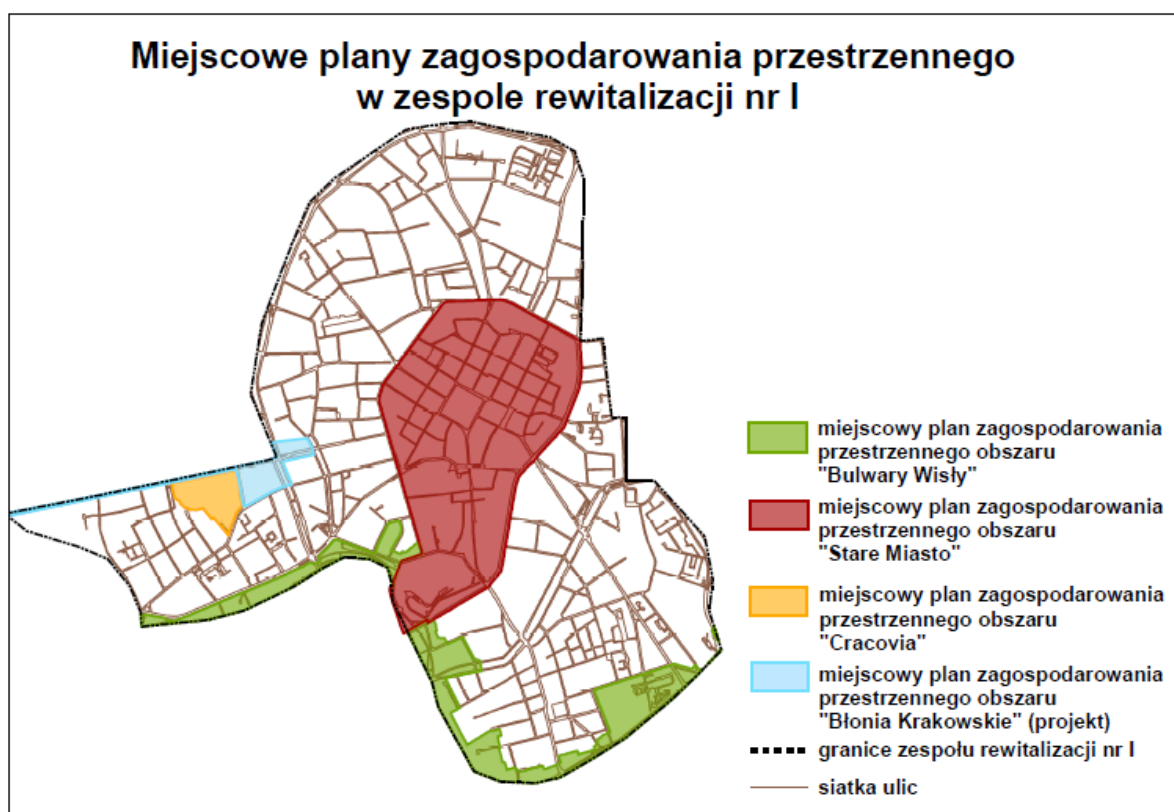 Miejscowe plany zagospodarowania przestrzennego
w zespole rewitalizacji nr I
miejscowy plan zagospodarowania
przestrzennego obszaru
"Bulwary Wisły"
miejscowy plan zagospodarowania
przestrzennego obszaru
"Stare Miasto"
miejscowy plan zagospodarowania
przestrzennego obszaru
"Cracovia"
miejscowy plan zagospodarowania
przestrzennego obszaru
"Błonia Krakowskie" (projekt)
granice zespołu rewitalizacji nr I
siatka ulic